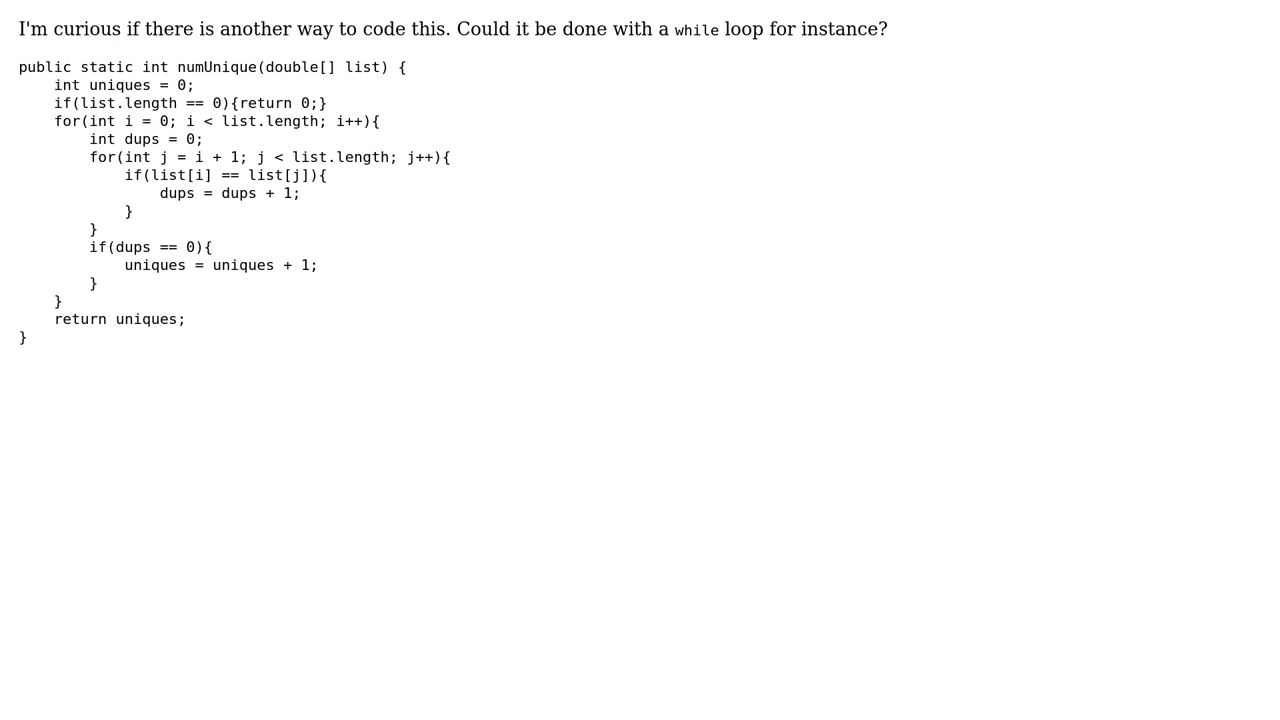 I'm curious if there is another way to code this. Could it be done with a while loop for instance?
public static int numUnique(double[] list) {
    int uniques = 0;
    if(list.length == 0){return 0;}
    for(int i = 0; i < list.length; i++){
        int dups = 0;
        for(int j = i + 1; j < list.length; j++){
            if(list[i] == list[j]){
                dups = dups + 1;
            }
        }
        if(dups == 0){
            uniques = uniques + 1;
        }
    }
    return uniques;
}